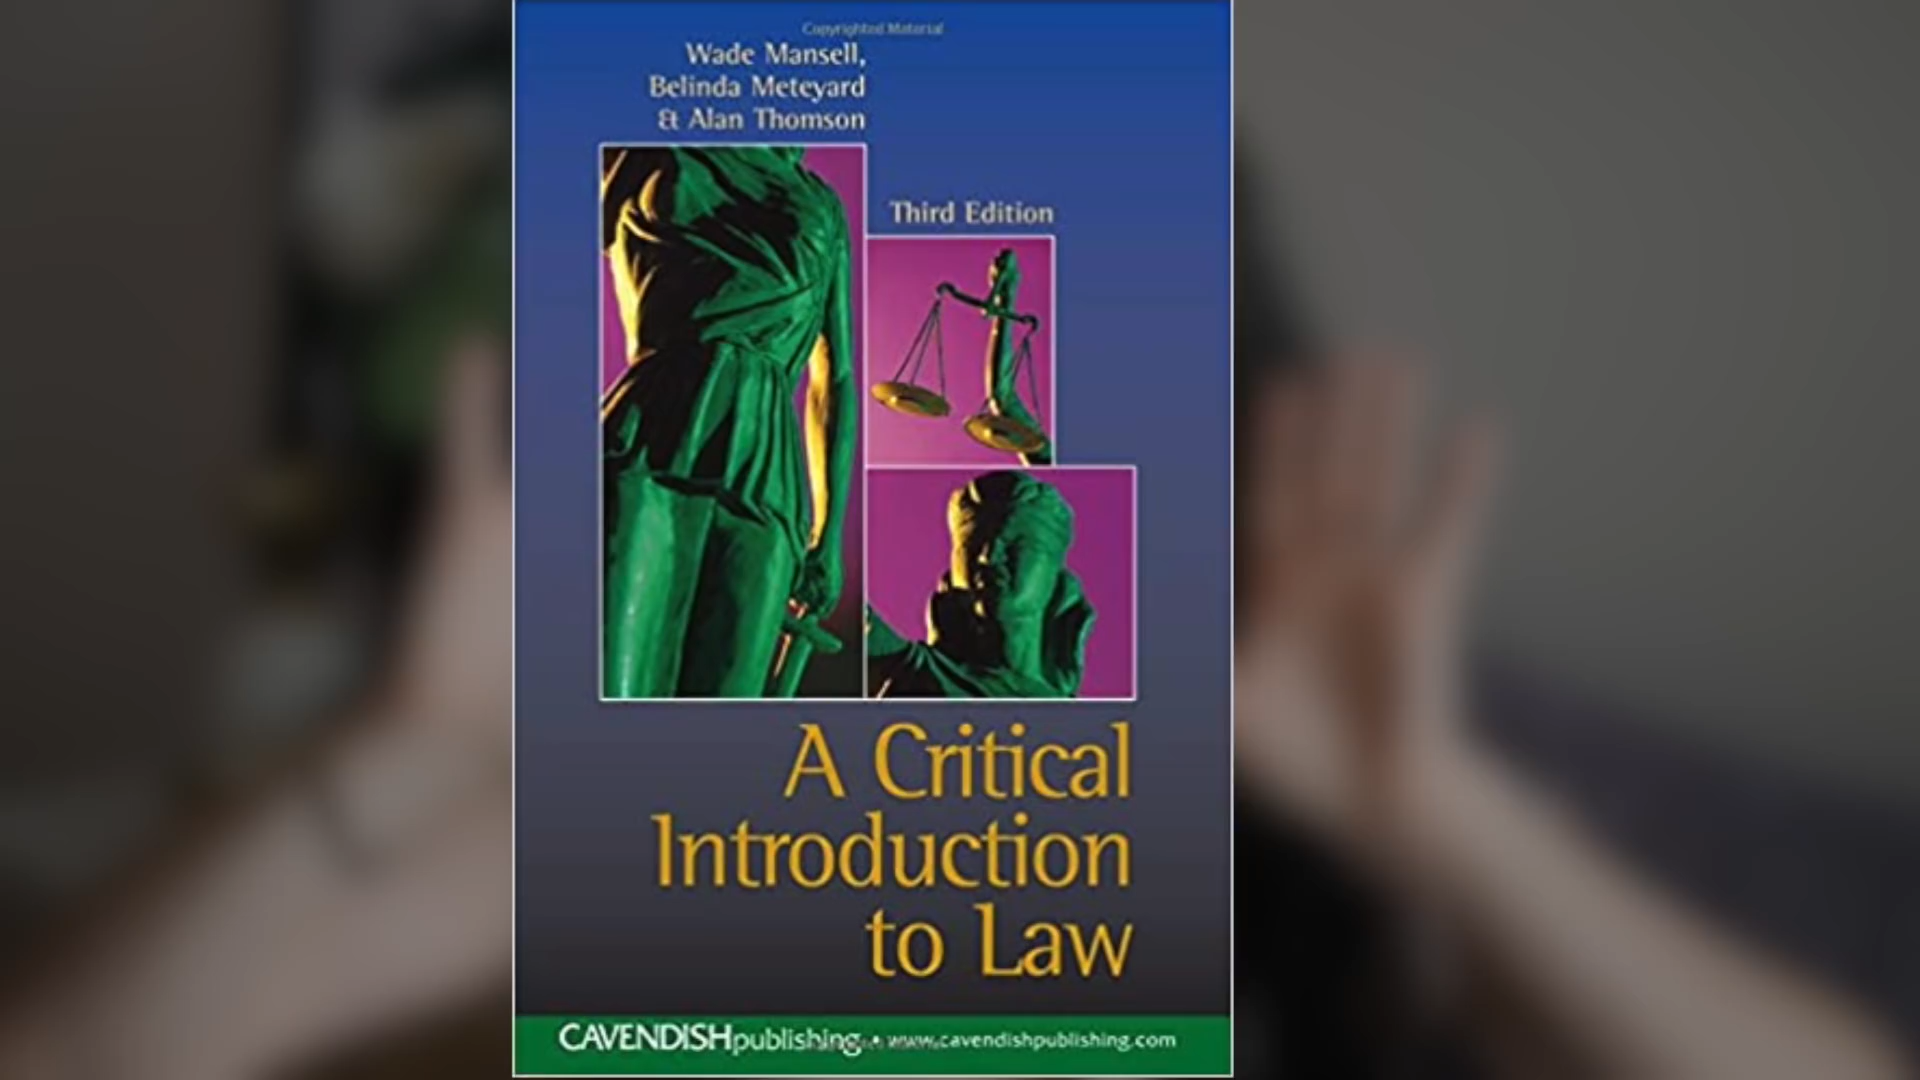 Copyrighted Material
Wade Mansell,
Belinda Meteyard
& Alan Thomson
Third Edition
A Critical
Introduction
to Law
CAVENDISHpublishing • www.cavendishpublishing.com